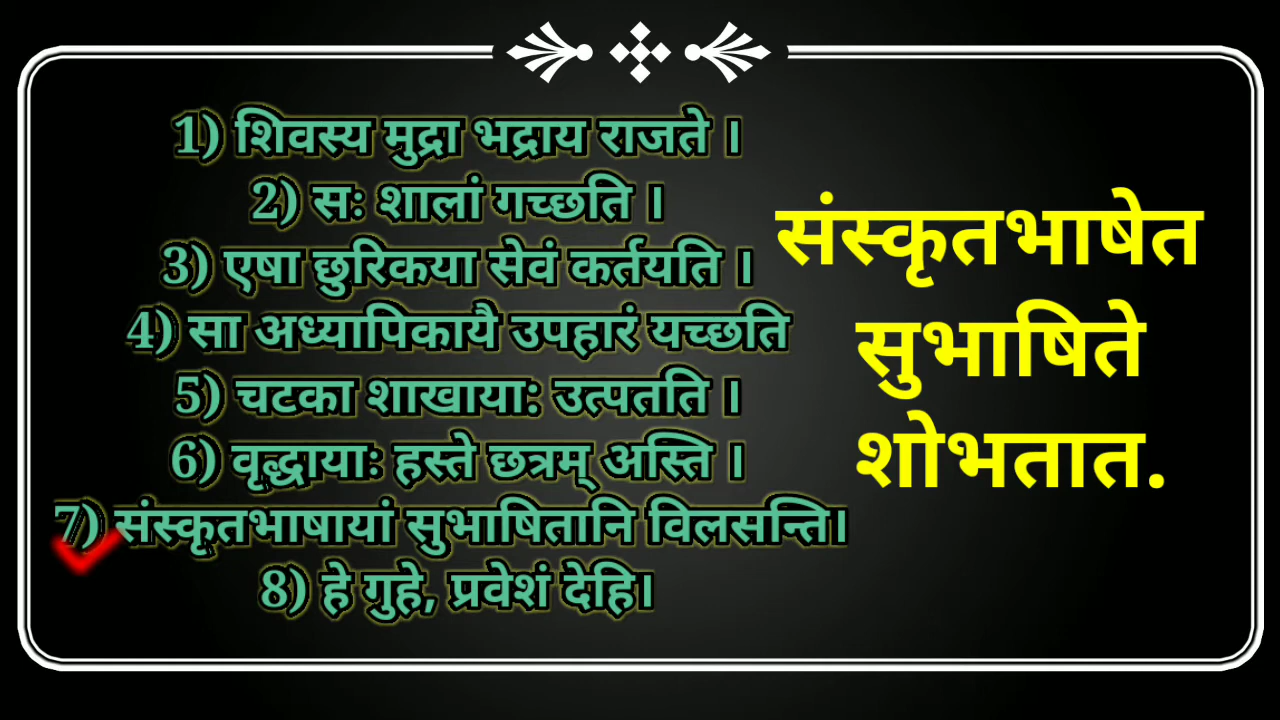 1) शिवस्य मुद्रा भद्राय राजते ।
2) सः शालां गच्छति ।
3) एषा छुरिकया सेवं कर्तयति ।
4) सा अध्यापिकायै उपहारं यच्छति
5) चटका शाखाया: उत्पतति ।
6) वृद्धायाः हस्ते छत्रम् अस्ति ।
7) संस्कृतभाषायां सुभाषितानि विलसन्ति।
8) हे गुहे, प्रवेशं देहि।
संस्कृतभाषेत
सुभाषिते
शोभतात.